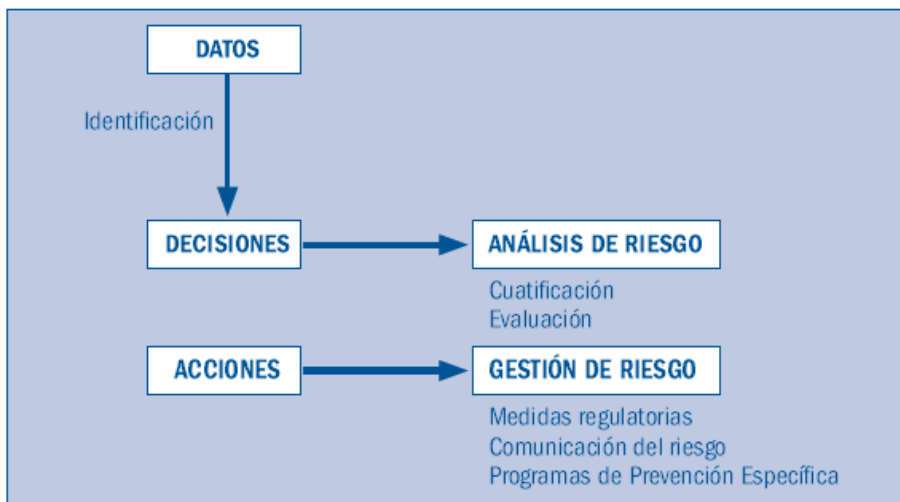 DATOS
Identificación
DECISIONES
ANÁLISIS DE RIESGO
Cuatificación
Evaluación
ACCIONES
GESTIÓN DE RIESGO
Medidas regulatorias
Comunicación del riesgo
Programas de Prevención Específica